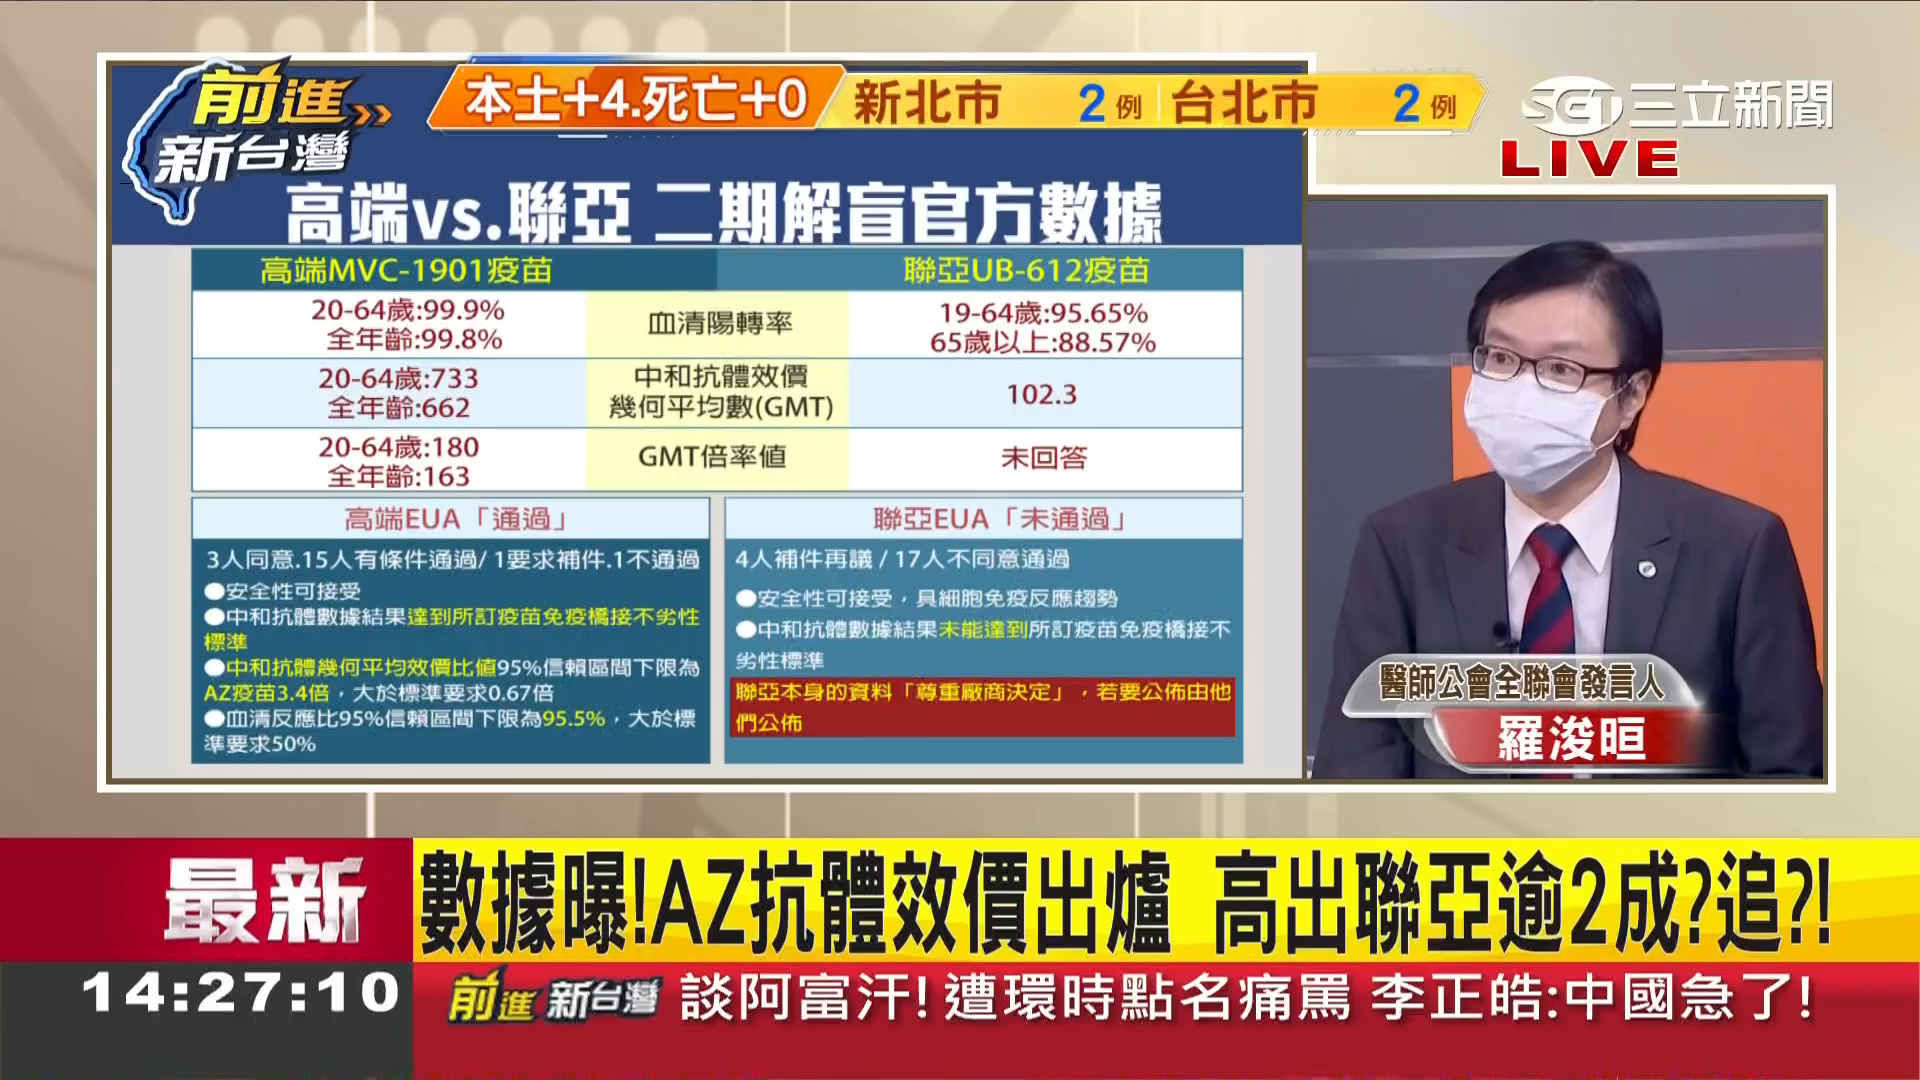 前進
新台灣
本土+4.死亡+0
新北市 2例
台北市 2例
SET三立新聞
LIVE
高端vs.聯亞 二期解盲官方數據
高端MVC-1901疫苗
聯亞UB-612疫苗
20-64歲:99.9%
全年齡:99.8%
血清陽轉率
19-64歲:95.65%
65歲以上:88.57%
20-64歲:733
全年齡:662
中和抗體效價
幾何平均數(GMT)
102.3
20-64歲:180
全年齡:163
GMT倍率值
未回答
高端EUA「通過」
3人同意.15人有條件通過/ 1要求補件.1不通過
●安全性可接受
●中和抗體數據結果達到所訂疫苗免疫橋接不劣性
標準
●中和抗體幾何平均效價比值95%信賴區間下限為
AZ疫苗3.4倍，大於標準要求0.67倍
●血清反應比95%信賴區間下限為95.5%，大於標
準要求50%
聯亞EUA「未通過」
4人補件再議 / 17人不同意通過
●安全性可接受，具細胞免疫反應趨勢
●中和抗體數據結果未能達到所訂疫苗免疫橋接不
劣性標準
聯亞本身的資料「尊重廠商決定」，若要公佈由他
們公佈
醫師公會全聯會發言人
羅浚晅
最新
數據曝!AZ抗體效價出爐 高出聯亞逾2成?追?!
14:27:10
前進新台灣
談阿富汗!遭環時點名痛罵 李正皓:中國急了!